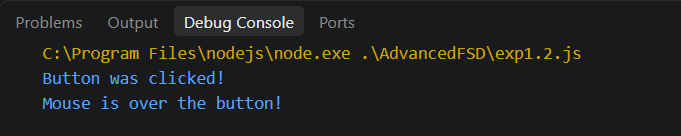 Problems Output Debug Console Ports
C:\Program Files\nodejs\node.exe .\AdvancedFSD\exp1.2.js
Button was clicked!
Mouse is over the button!